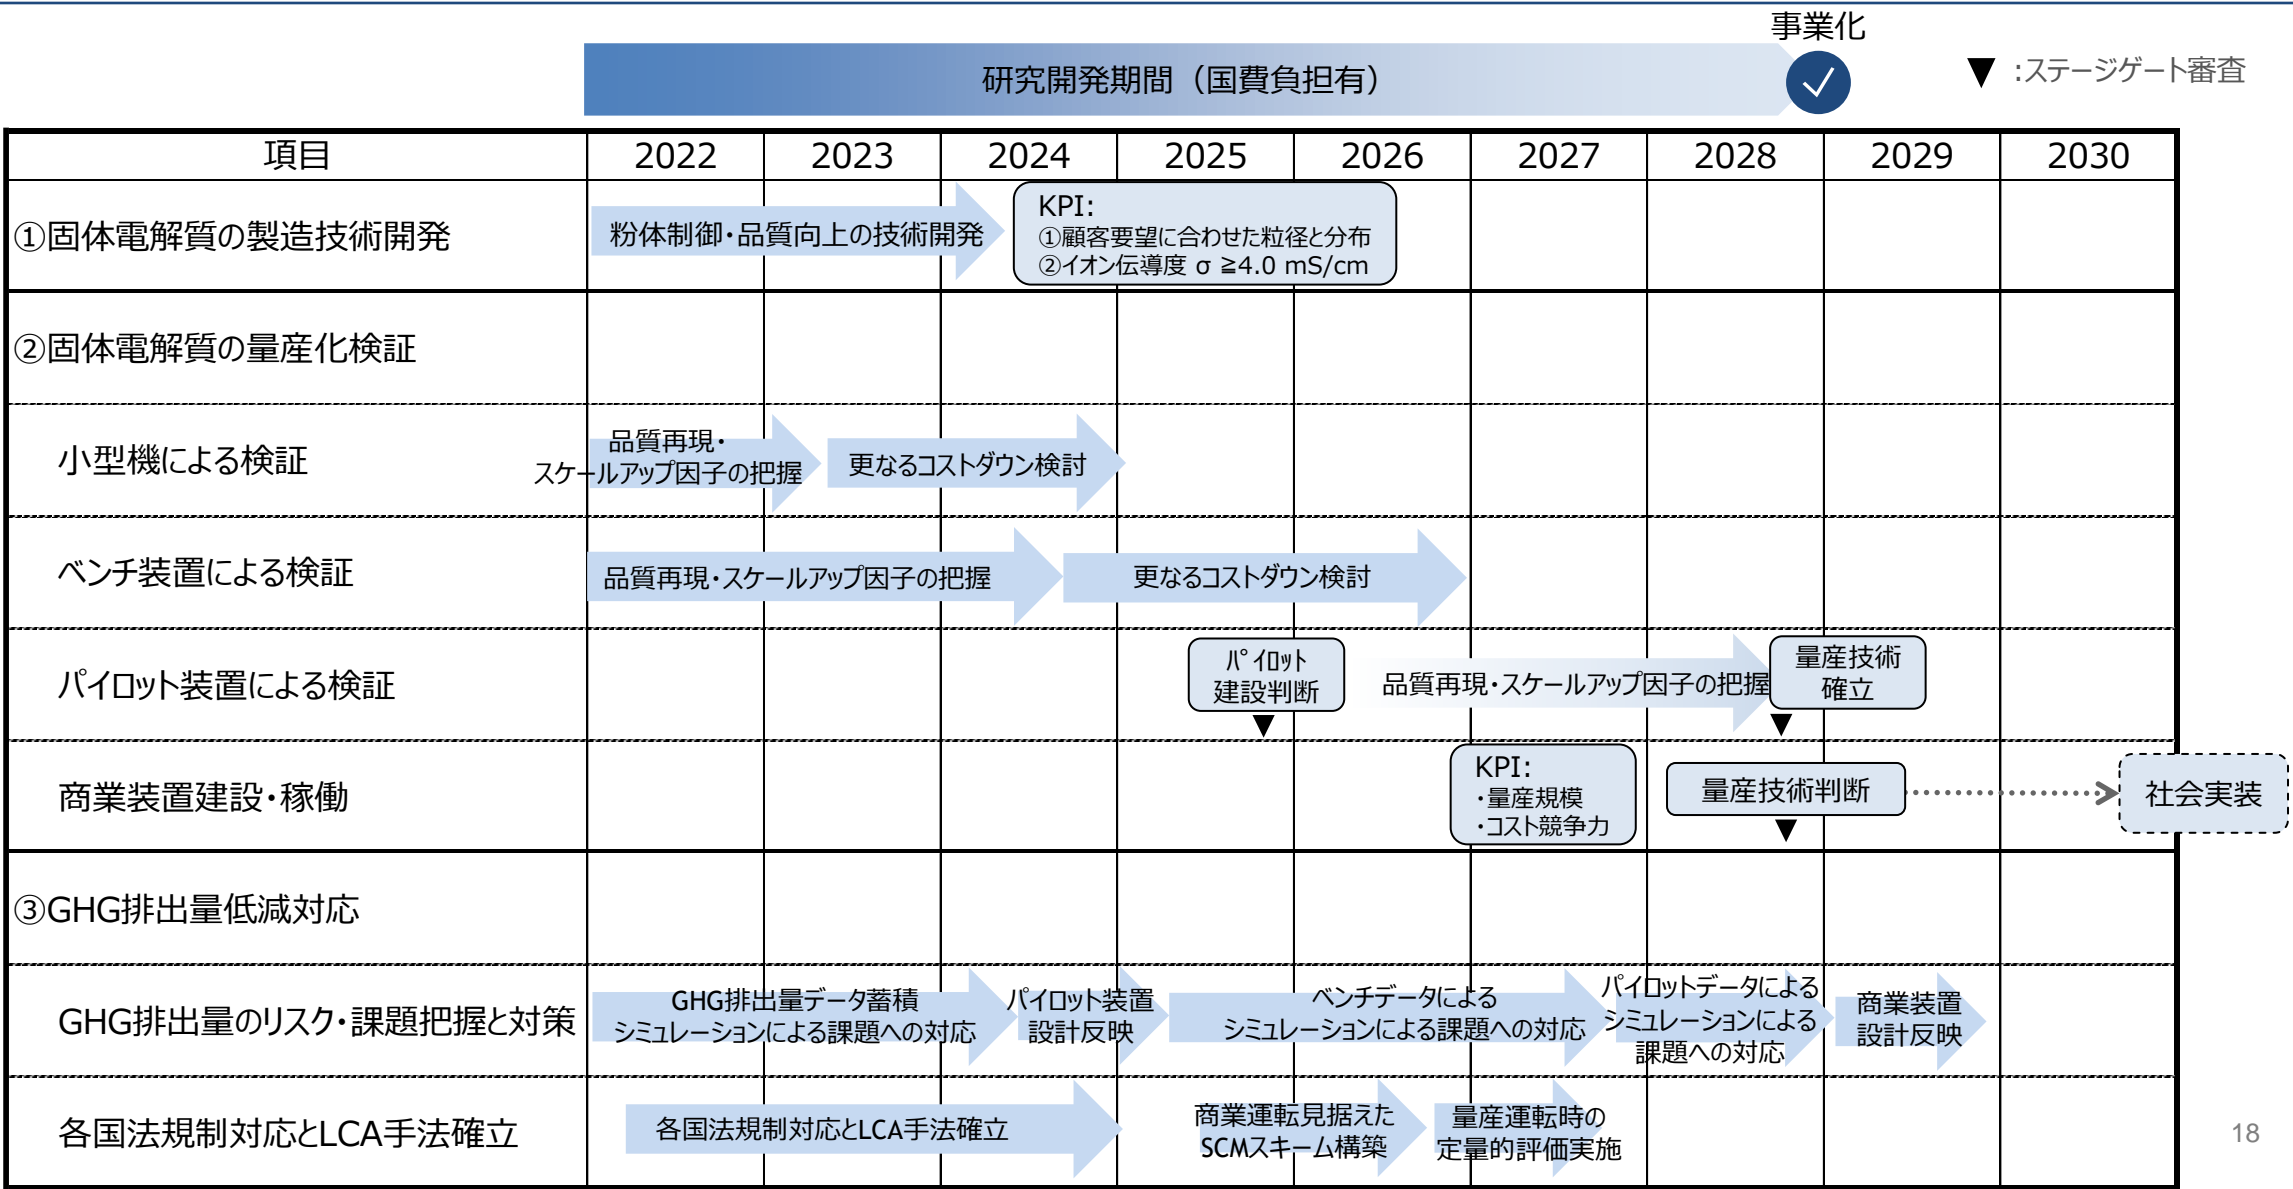 事業化
研究開発期間（国費負担有）
▼ :ステージゲート審査
項目 2022 2023 2024 2025 2026 2027 2028 2029 2030
①固体電解質の製造技術開発
粉体制御・品質向上の技術開発
KPI:
①顧客要望に合わせた粒径と分布
②イオン伝導度 σ ≧4.0 mS/cm
②固体電解質の量産化検証
小型機による検証
品質再現・
スケールアップ因子の把握
更なるコストダウン検討
ベンチ装置による検証
品質再現・スケールアップ因子の把握
更なるコストダウン検討
パイロット装置による検証
ﾊﾟｲﾛｯﾄ
建設判断
▼
品質再現・スケールアップ因子の把握
量産技術
確立
▼
商業装置建設・稼働
KPI:
・量産規模
・コスト競争力
量産技術判断
▼
社会実装
③GHG排出量低減対応
GHG排出量のリスク・課題把握と対策
GHG排出量データ蓄積
シミュレーションによる課題への対応
パイロット装置
設計反映
ベンチデータによる
シミュレーションによる課題への対応
パイロットデータによる
シミュレーションによる
課題への対応
商業装置
設計反映
各国法規制対応とLCA手法確立
各国法規制対応とLCA手法確立
商業運転見据えた
SCMスキーム構築
量産運転時の
定量的評価実施
18